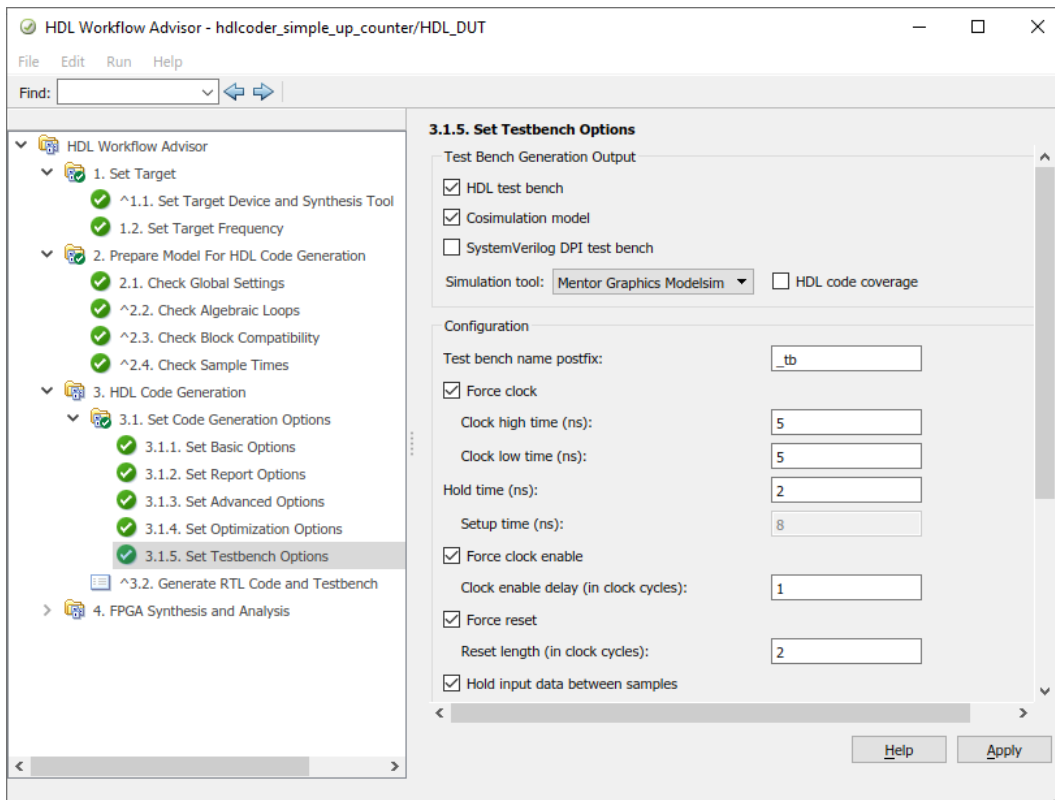 HDL Workflow Advisor - hdlcoder_simple_up_counter/HDL_DUT
File Edit Run Help
Find:
HDL Workflow Advisor
1. Set Target
^1.1. Set Target Device and Synthesis Tool
1.2. Set Target Frequency
2. Prepare Model For HDL Code Generation
2.1. Check Global Settings
^2.2. Check Algebraic Loops
^2.3. Check Block Compatibility
^2.4. Check Sample Times
3. HDL Code Generation
3.1. Set Code Generation Options
3.1.1. Set Basic Options
3.1.2. Set Report Options
3.1.3. Set Advanced Options
3.1.4. Set Optimization Options
3.1.5. Set Testbench Options
^3.2. Generate RTL Code and Testbench
4. FPGA Synthesis and Analysis
3.1.5. Set Testbench Options
Test Bench Generation Output
HDL test bench
Cosimulation model
SystemVerilog DPI test bench
Simulation tool: Mentor Graphics Modelsim HDL code coverage
Configuration
Test bench name postfix: _tb
Force clock
Clock high time (ns): 5
Clock low time (ns): 5
Hold time (ns): 2
Setup time (ns): 8
Force clock enable
Clock enable delay (in clock cycles): 1
Force reset
Reset length (in clock cycles): 2
Hold input data between samples
Help Apply